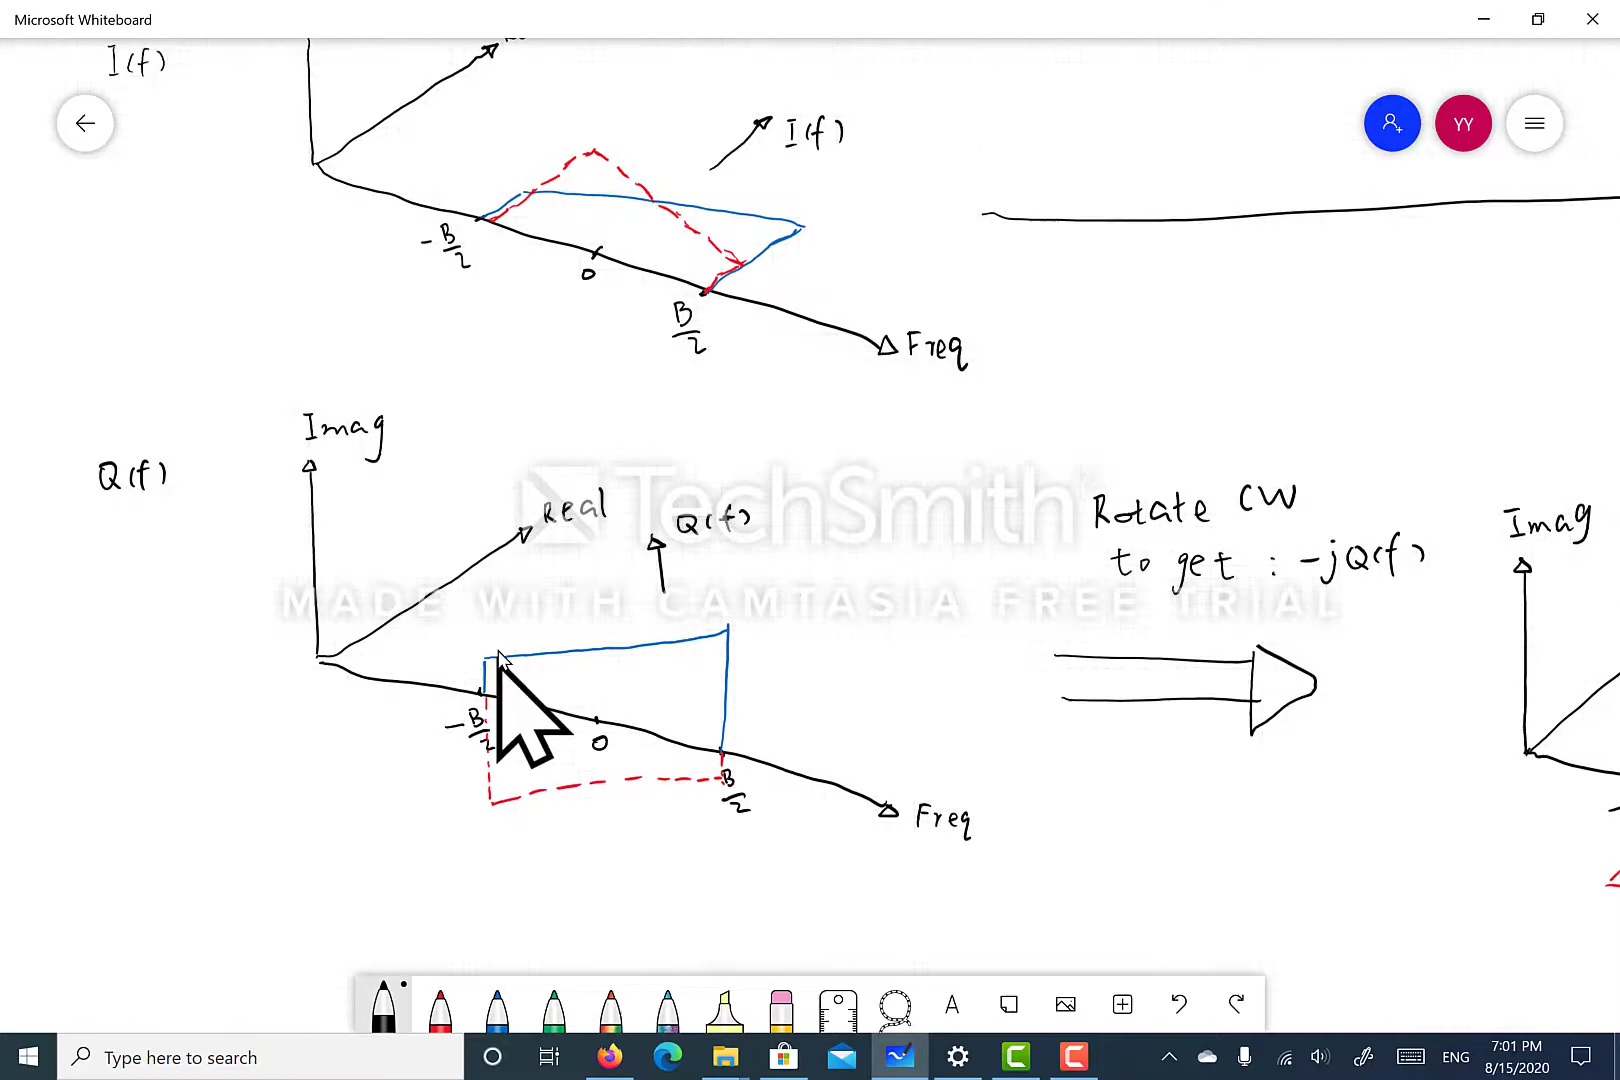 Microsoft Whiteboard
I(f)
I(f)
YY
-B/2
0
B/2
Freq
Imag
Q(f)
Real
Q(f)
Rotate CW
to get : -jQ(f)
Imag
TechSmith
MADE WITH CAMTASIA FREE TRIAL
-B/2
0
B/2
Freq
A
Type here to search
ENG
7:01 PM
8/15/2020